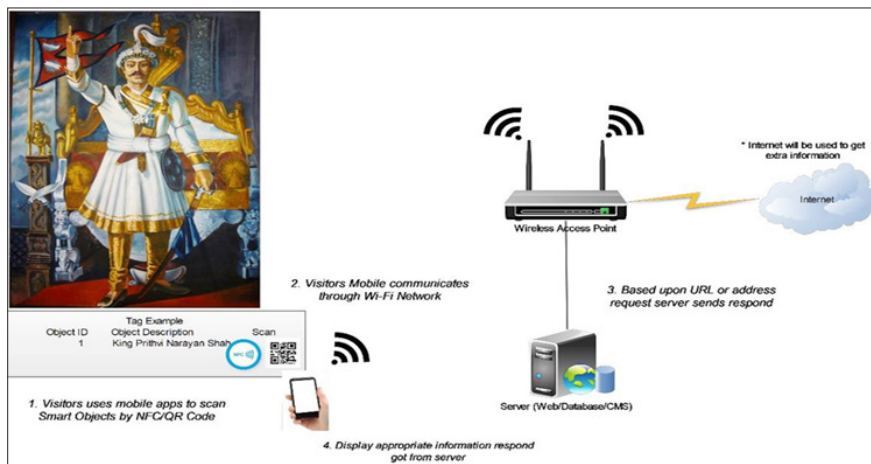 * Internet will be used to get
extra information
Internet
Wireless Access Point
2. Visitors Mobile communicates
through Wi-Fi Network
3. Based upon URL or address
request server sends respond
Tag Example
Object ID Object Description Scan
1 King Prithvi Narayan Shah
NFC
1. Visitors uses mobile apps to scan
Smart Objects by NFC/QR Code
Server (Web/Database/CMS)
4. Display appropriate information respond
got from server